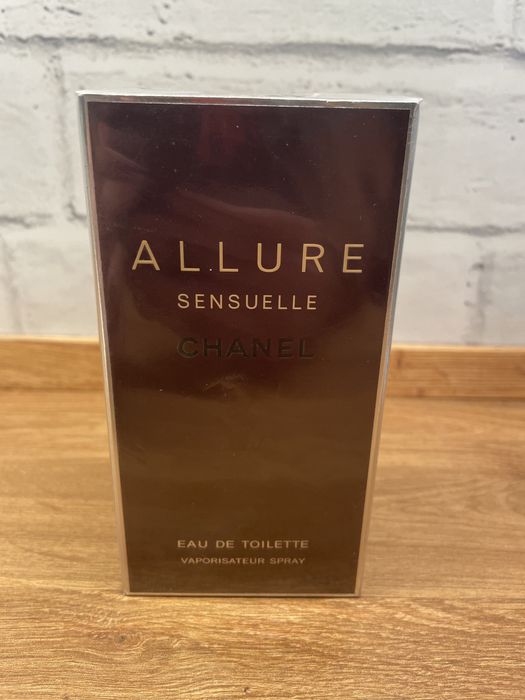 ALLURE
SENSUELLE
CHANEL
EAU DE TOILETTE
VAPORISATEUR SPRAY